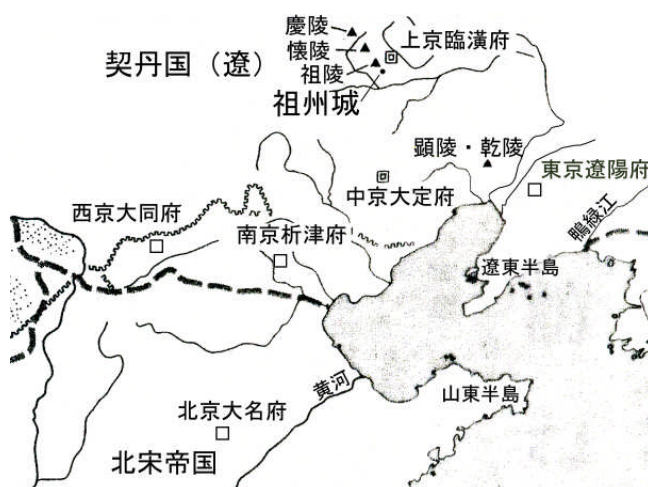 慶陵
懐陵
祖陵
上京臨潢府
契丹国（遼）
祖州城
顕陵・乾陵
東京遼陽府
中京大定府
西京大同府
南京析津府
鴨緑江
遼東半島
黄河
山東半島
北京大名府
北宋帝国